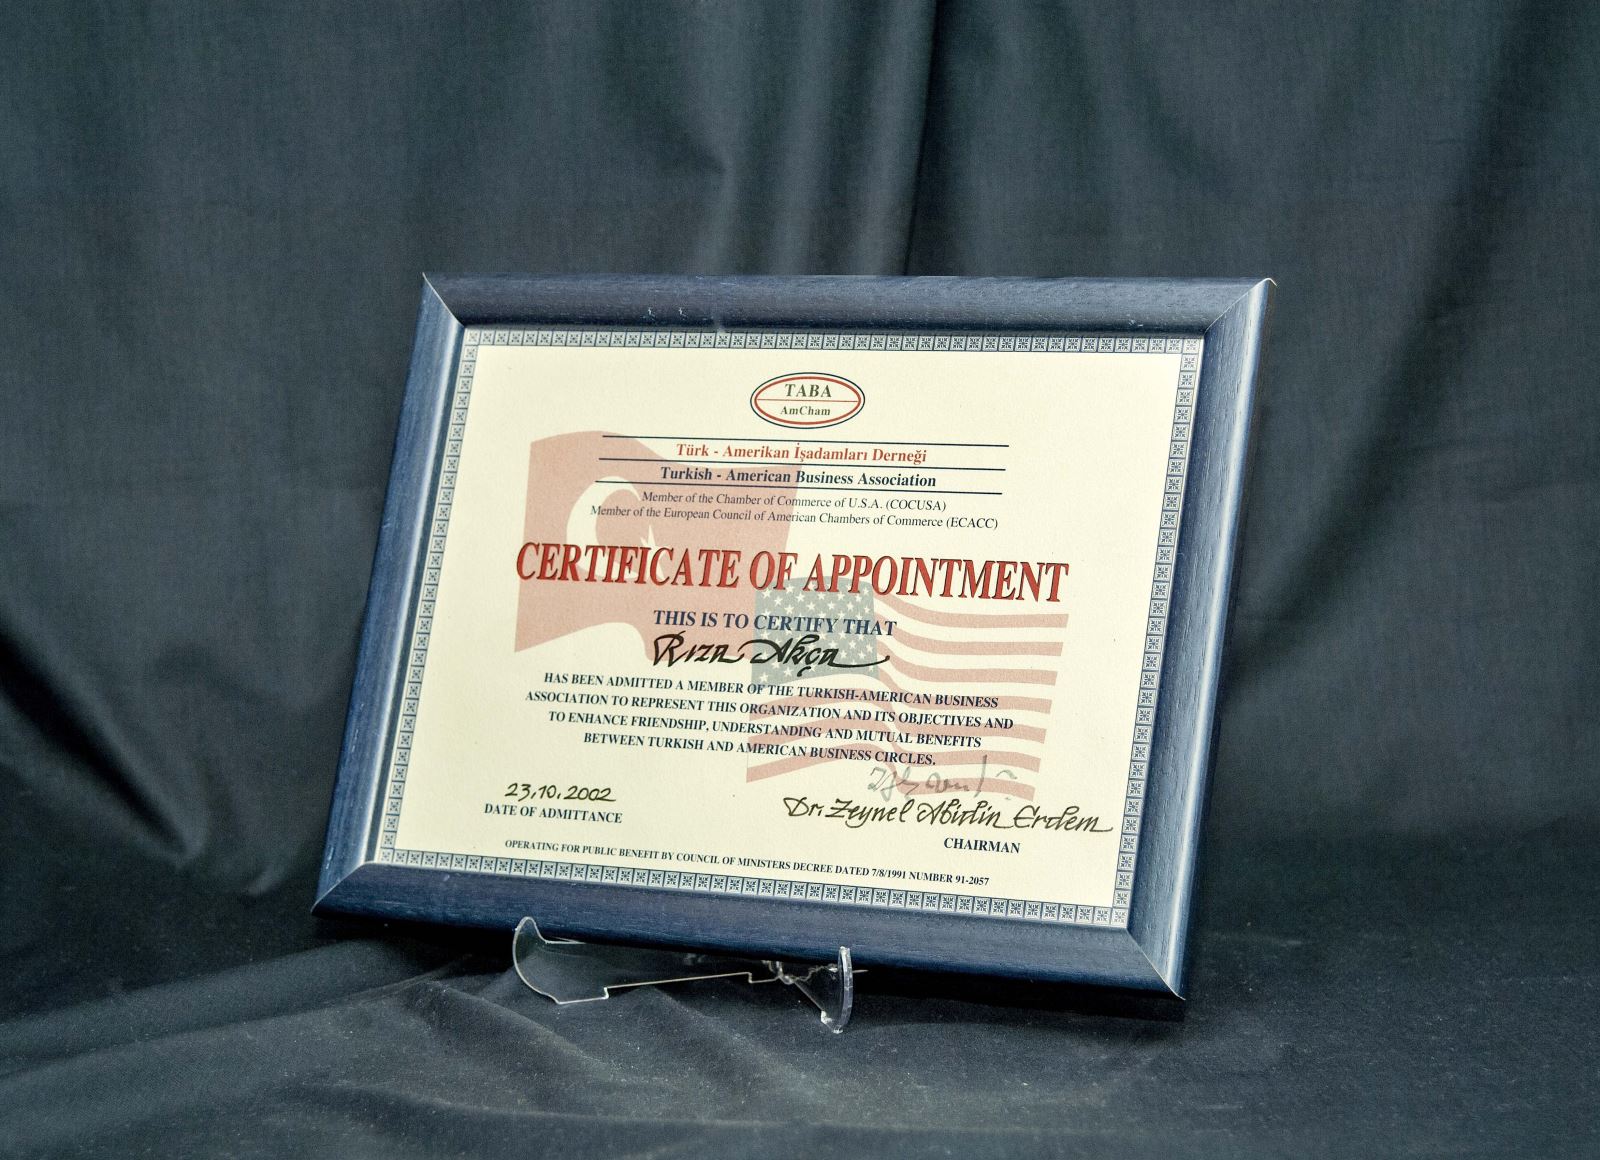 TABA
AmCham
Türk - Amerikan İşadamları Derneği
Turkish - American Business Association
Member of the Chamber of Commerce of U.S.A. (COCUSA)
Member of the European Council of American Chambers of Commerce (ECACC)
CERTIFICATE OF APPOINTMENT
THIS IS TO CERTIFY THAT
Rıza Akça
HAS BEEN ADMITTED A MEMBER OF THE TURKISH-AMERICAN BUSINESS
ASSOCIATION TO REPRESENT THIS ORGANIZATION AND ITS OBJECTIVES AND
TO ENHANCE FRIENDSHIP, UNDERSTANDING AND MUTUAL BENEFITS
BETWEEN TURKISH AND AMERICAN BUSINESS CIRCLES.
23.10.2002
DATE OF ADMITTANCE
Dr. Zeynel Abidin Erdem
CHAIRMAN
OPERATING FOR PUBLIC BENEFIT BY COUNCIL OF MINISTERS DECREE DATED 7/8/1991 NUMBER 91-2057